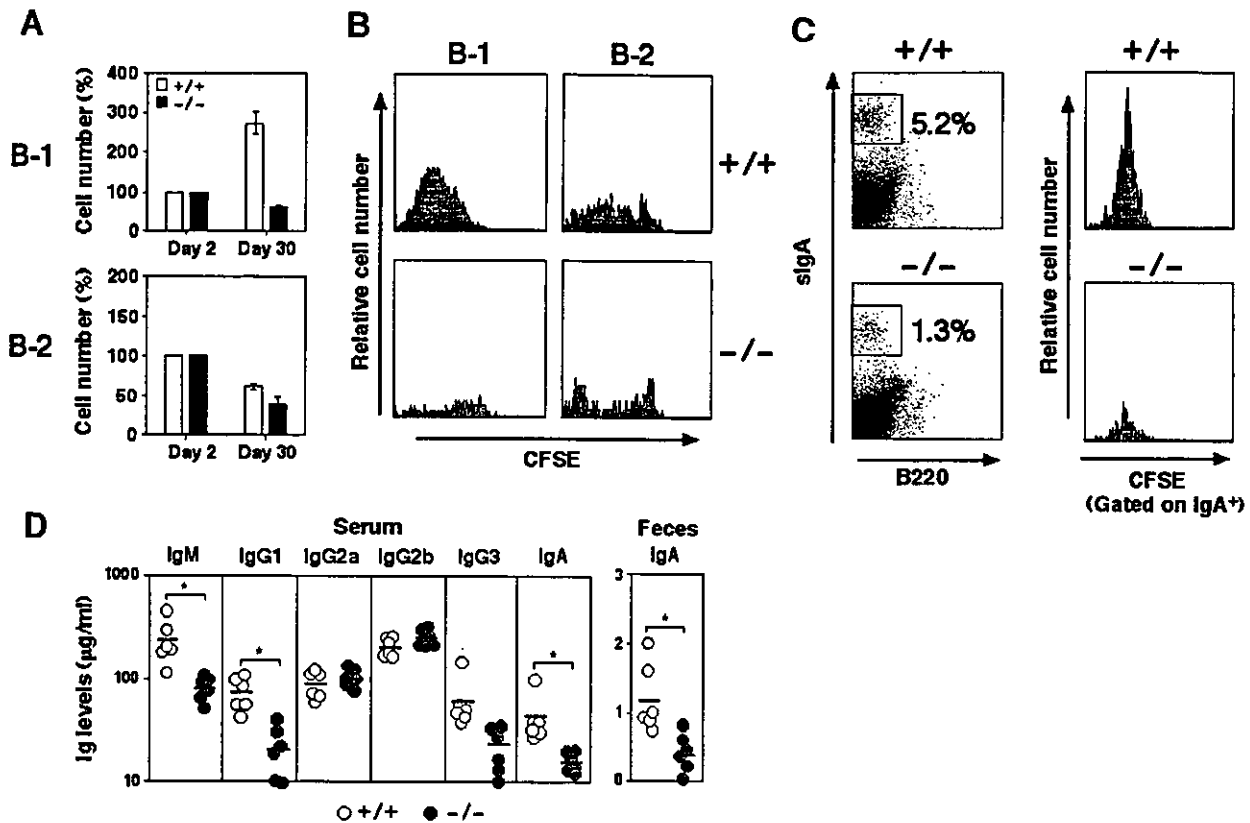 A
B-1
Cell number (%)
400
300
200
100
0
+/+
-/-
Day 2
Day 30
B-2
Cell number (%)
200
150
100
50
0
Day 2
Day 30
B
B-1
B-2
Relative cell number
+/+
-/-
CFSE
C
+/+
5.2%
-/-
1.3%
sIgA
B220
+/+
-/-
Relative cell number
CFSE
(Gated on IgA+)
D
Serum
IgM
IgG1
IgG2a
IgG2b
IgG3
IgA
Ig levels (μg/ml)
1000
100
10
*
*
*
Feces
IgA
3
2
1
0
*
+/+
-/-